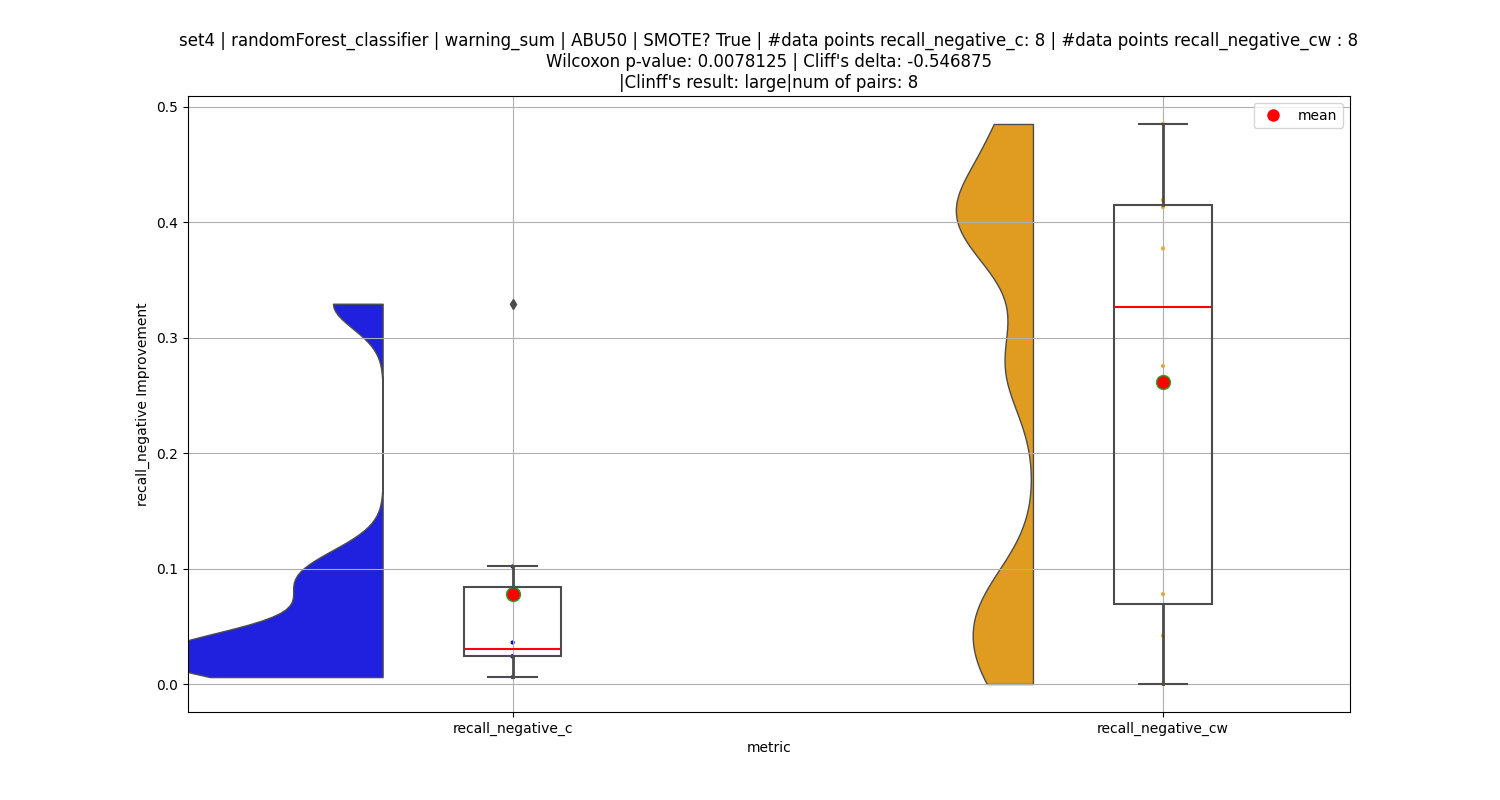 set4 | randomForest_classifier | warning_sum | ABU50 | SMOTE? True | #data points recall_negative_c: 8 | #data points recall_negative_cw : 8
Wilcoxon p-value: 0.0078125 | Cliff's delta: -0.546875
|Clinff's result: large|num of pairs: 8
mean
0.5
0.4
0.3
0.2
0.1
0.0
recall_negative Improvement
recall_negative_c
recall_negative_cw
metric